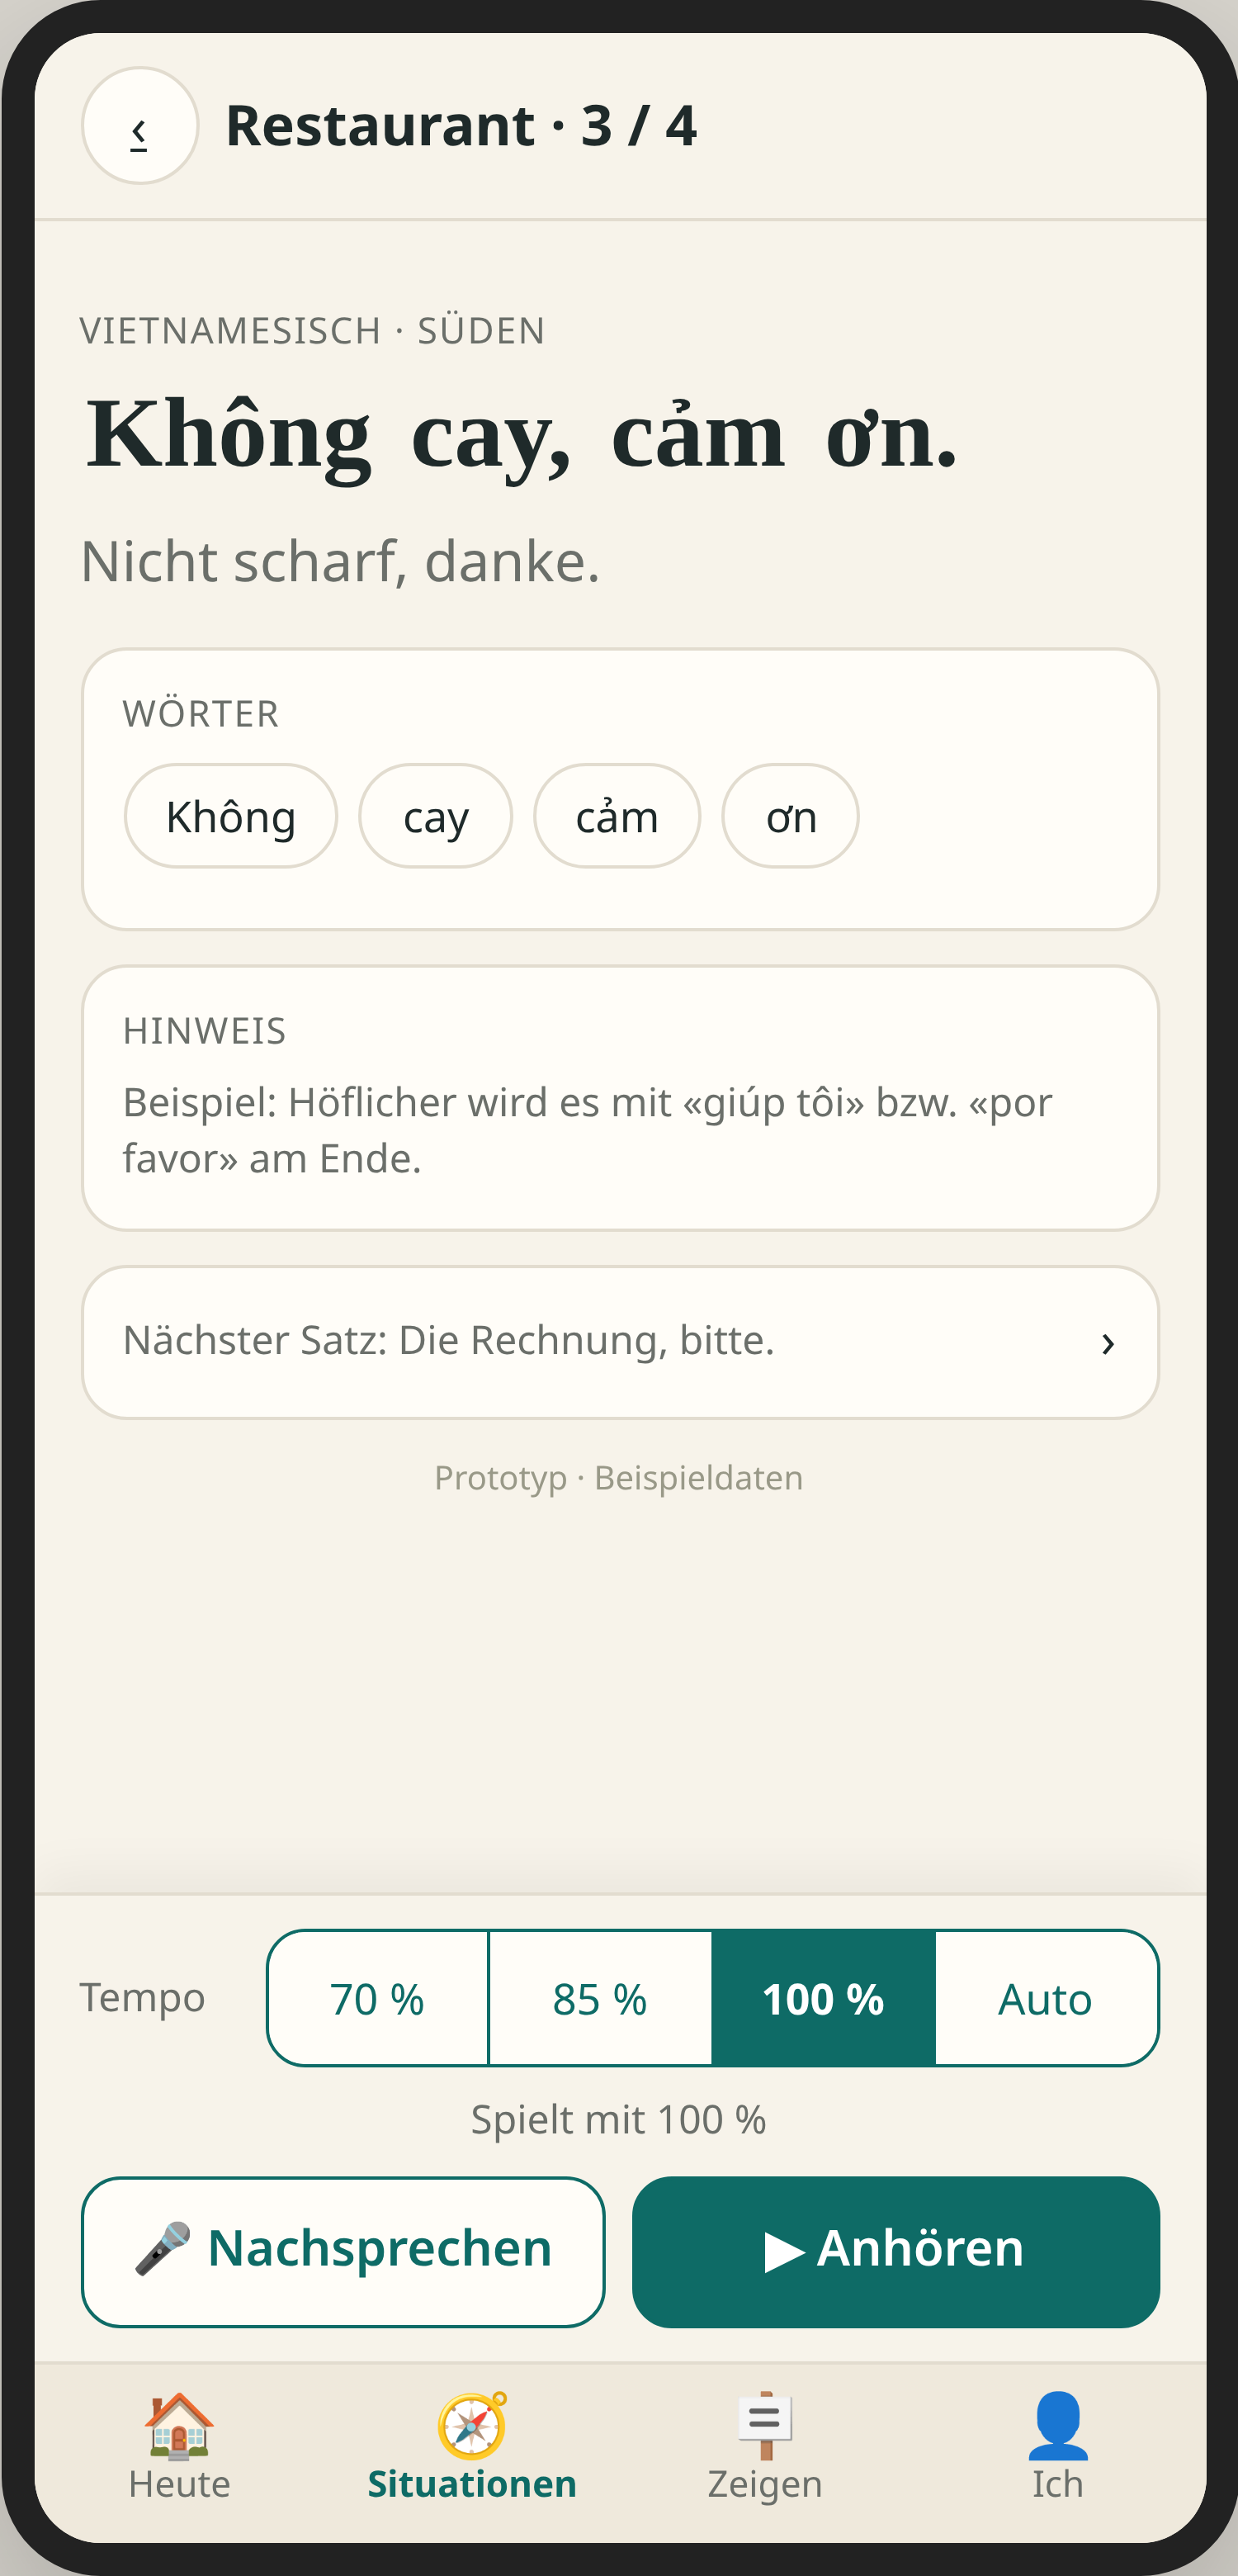 ‹ Restaurant · 3 / 4
VIETNAMESISCH · SÜDEN
Không cay, cảm ơn.
Nicht scharf, danke.
WÖRTER
Không cay cảm ơn
HINWEIS
Beispiel: Höflicher wird es mit «giúp tôi» bzw. «por
favor» am Ende.
Nächster Satz: Die Rechnung, bitte. ›
Prototyp · Beispieldaten
Tempo 70 % 85 % 100 % Auto
Spielt mit 100 %
🎤 Nachsprechen ▶ Anhören
Heute Situationen Zeigen Ich